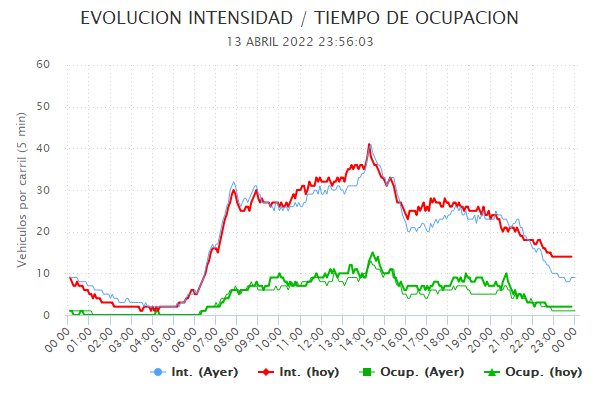 EVOLUCION INTENSIDAD / TIEMPO DE OCUPACION
13 ABRIL 2022 23:56:03
Vehiculos por carril (5 min)
60
50
40
30
20
10
0
00:00 01:00 02:00 03:00 04:00 05:00 06:00 07:00 08:00 09:00 10:00 11:00 12:00 13:00 14:00 15:00 16:00 17:00 18:00 19:00 20:00 21:00 22:00 23:00 00:00
Int. (Ayer) Int. (hoy) Ocup. (Ayer) Ocup. (hoy)